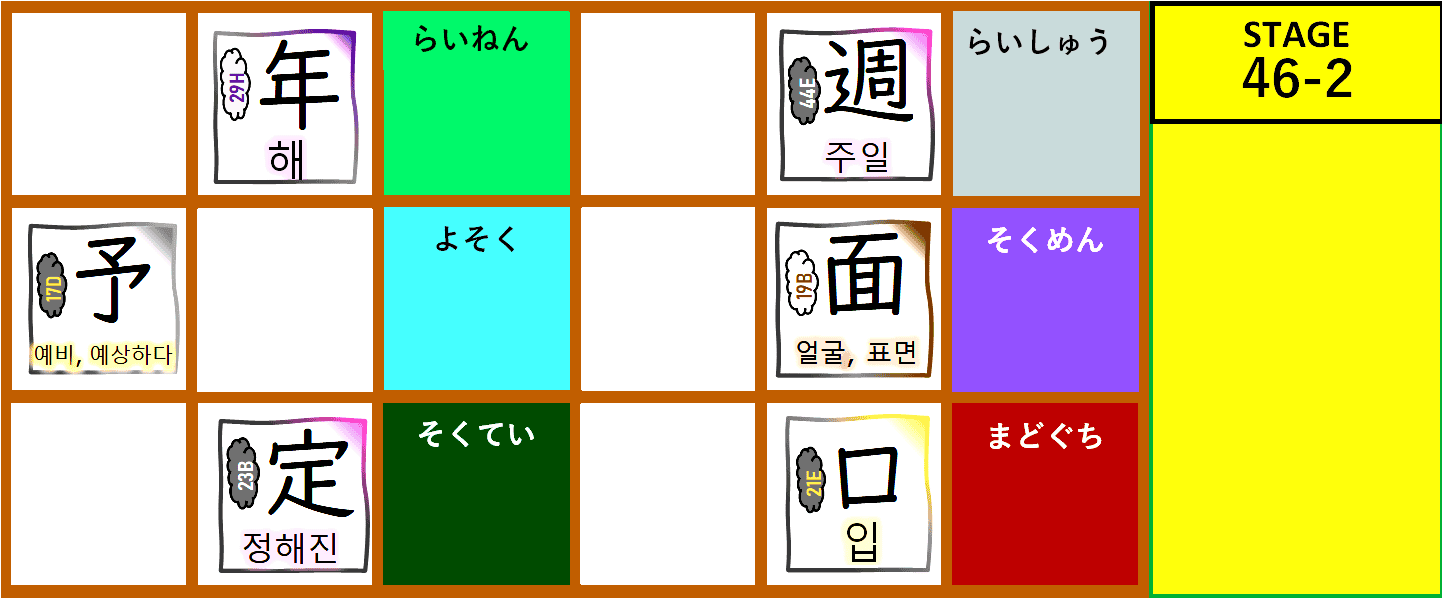 29H
年
해
らいねん
44E
週
주일
らいしゅう
STAGE
46-2
17D
予
예비, 예상하다
よそく
19B
面
얼굴, 표면
そくめん
23B
定
정해진
そくてい
21E
口
입
まどぐち